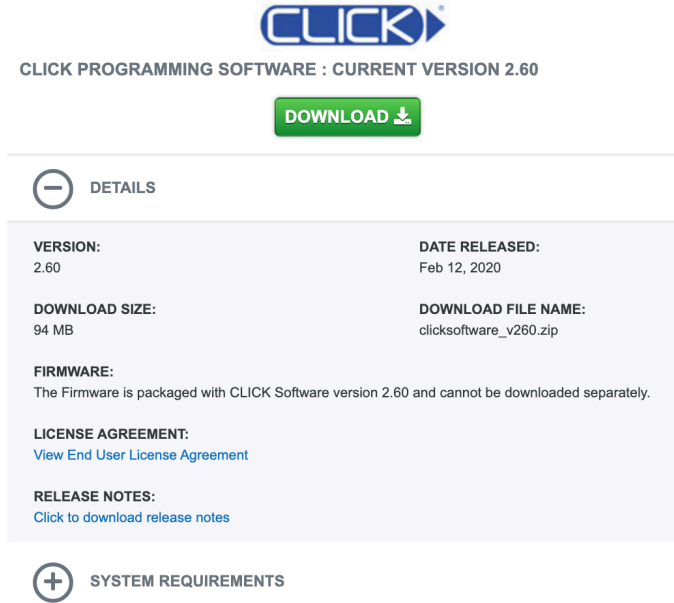 CLICK
CLICK PROGRAMMING SOFTWARE : CURRENT VERSION 2.60
DOWNLOAD
DETAILS
VERSION:
2.60
DATE RELEASED:
Feb 12, 2020
DOWNLOAD SIZE:
94 MB
DOWNLOAD FILE NAME:
clicksoftware_v260.zip
FIRMWARE:
The Firmware is packaged with CLICK Software version 2.60 and cannot be downloaded separately.
LICENSE AGREEMENT:
View End User License Agreement
RELEASE NOTES:
Click to download release notes
SYSTEM REQUIREMENTS